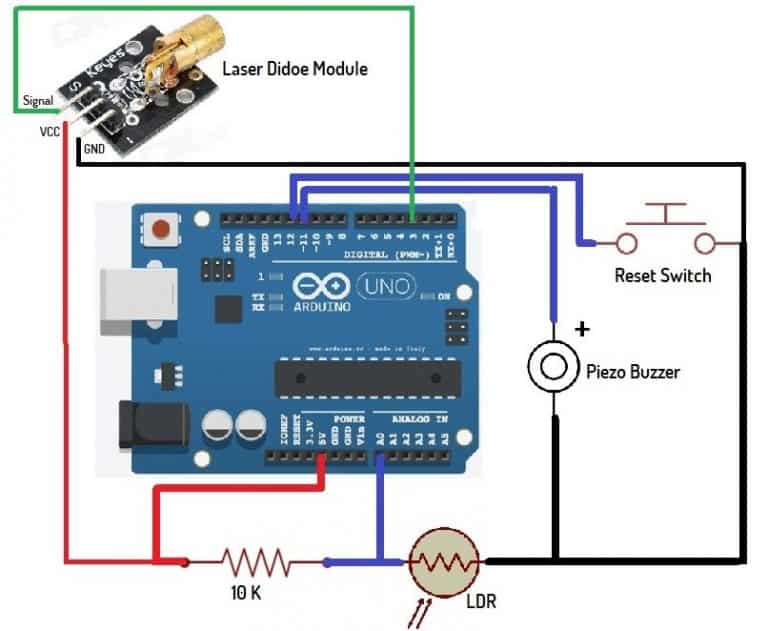 Keyes
S
-
Laser Didoe Module
Signal
VCC
GND
SCL
SDA
AREF
GND
13
12
~11
~10
~9
8
7
6
5
4
3
2
TX→1
RX←0
DIGITAL (PWM~)
Reset Switch
1
TX
RX
ARDUINO
UNO
ON
+
www.arduino.cc - made in Italy
Piezo Buzzer
POWER
ANALOG IN
IOREF
RESET
3.3V
5V
GND
GND
Vin
A0
A1
A2
A3
A4
A5
10 K
LDR